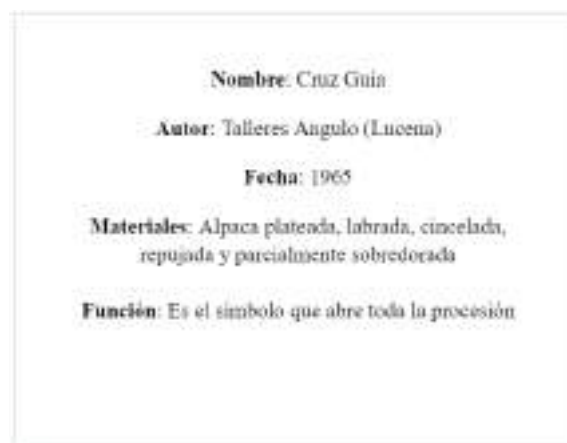 Nombre: Cruz Guia
Autor: Talleres Angulo (Lucena)
Fecha: 1965
Materiales: Alpaca plateada, labrada, cincelada,
repujada y parcialmente sobredorada
Función: Es el símbolo que abre toda la procesión